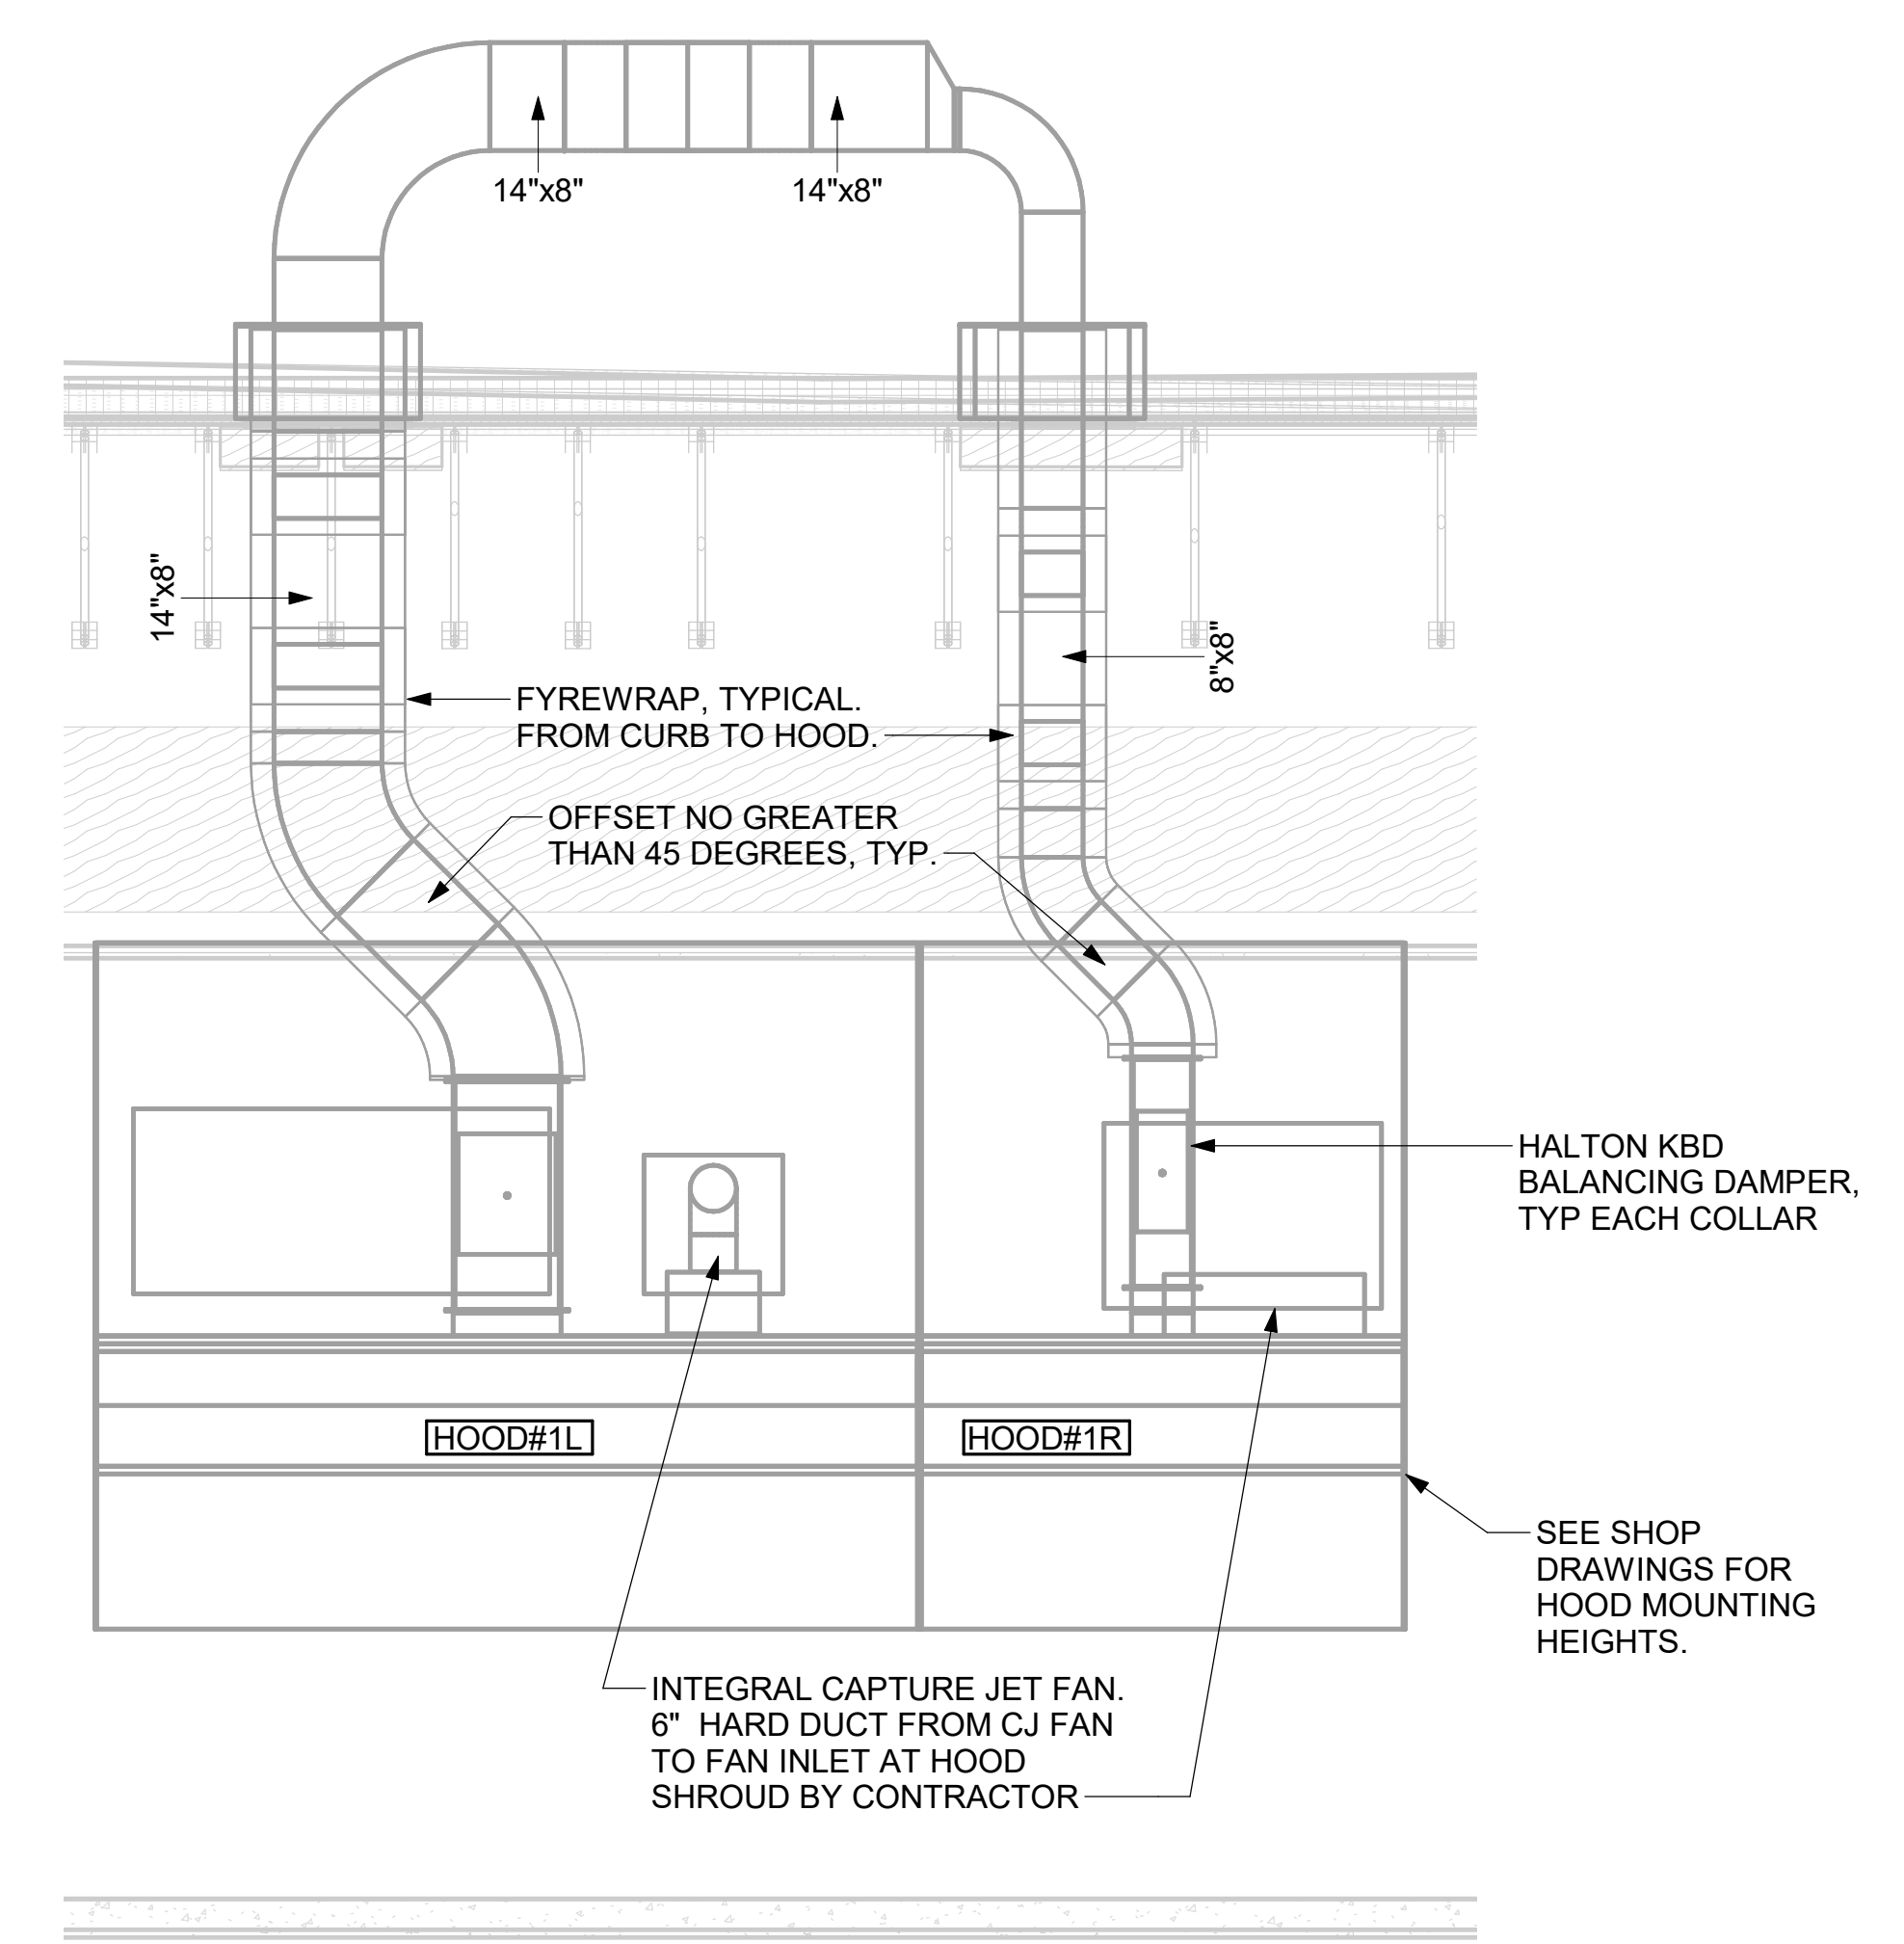 14"x8"
14"x8"
14"x8"
8"x8"
FYREWRAP, TYPICAL.
FROM CURB TO HOOD.
OFFSET NO GREATER
THAN 45 DEGREES, TYP.
HALTON KBD
BALANCING DAMPER,
TYP EACH COLLAR
HOOD#1L
HOOD#1R
SEE SHOP
DRAWINGS FOR
HOOD MOUNTING
HEIGHTS.
INTEGRAL CAPTURE JET FAN.
6" HARD DUCT FROM CJ FAN
TO FAN INLET AT HOOD
SHROUD BY CONTRACTOR